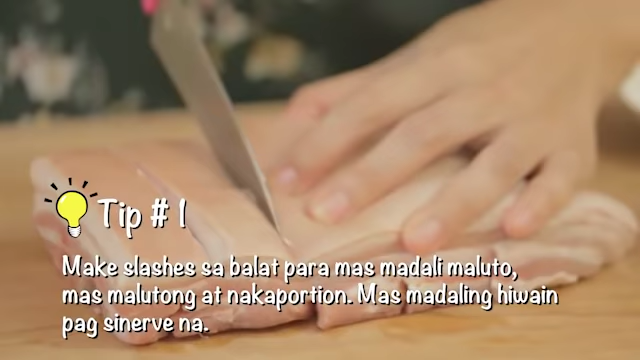 Tip # 1
Make slashes sa balat para mas madali maluto,
mas malutong at nakaportion. Mas madaling hiwain
pag sinerve na.